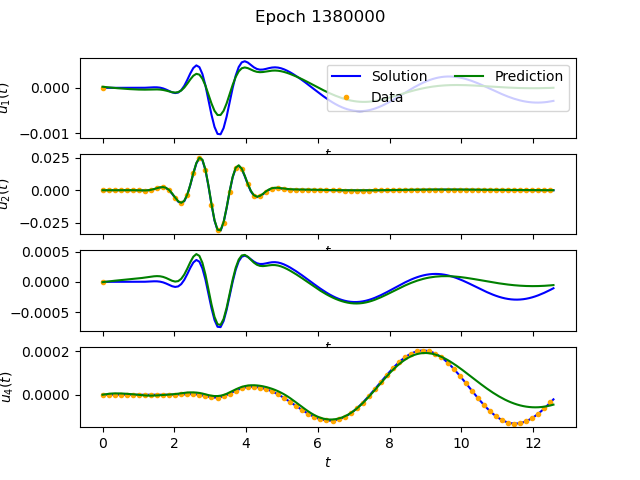 Epoch 1380000
0.000
−0.001
u₁(t)
Solution
Prediction
Data
0.025
0.000
−0.025
u₂(t)
0.0005
0.0000
−0.0005
0.0002
0.0000
u₄(t)
0 2 4 6 8 10 12
t